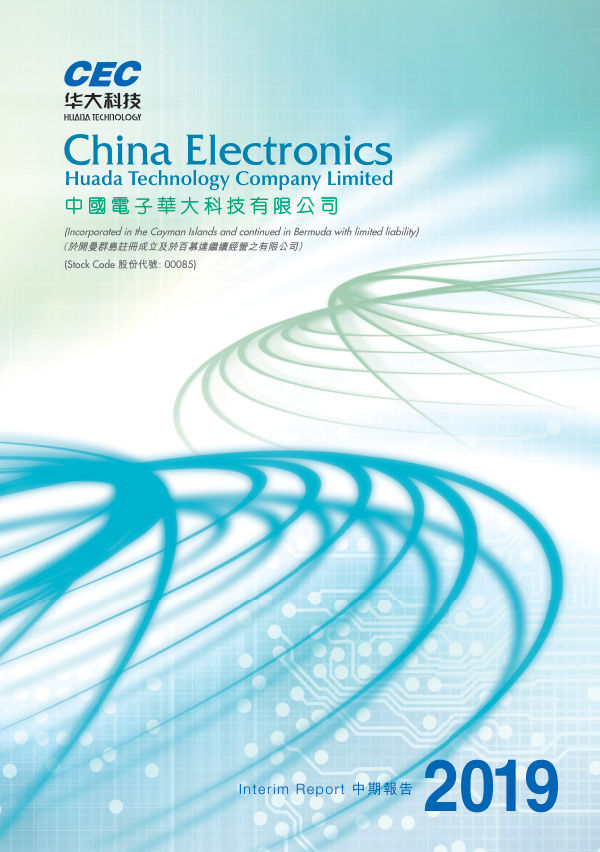 CEC
华大科技
HUADA TECHNOLOGY
China Electronics
Huada Technology Company Limited
中國電子華大科技有限公司
(Incorporated in the Cayman Islands and continued in Bermuda with limited liability)
(於開曼群島註冊成立及於百慕達繼續經營之有限公司)
(Stock Code 股份代號: 00085)
Interim Report 中期報告 2019